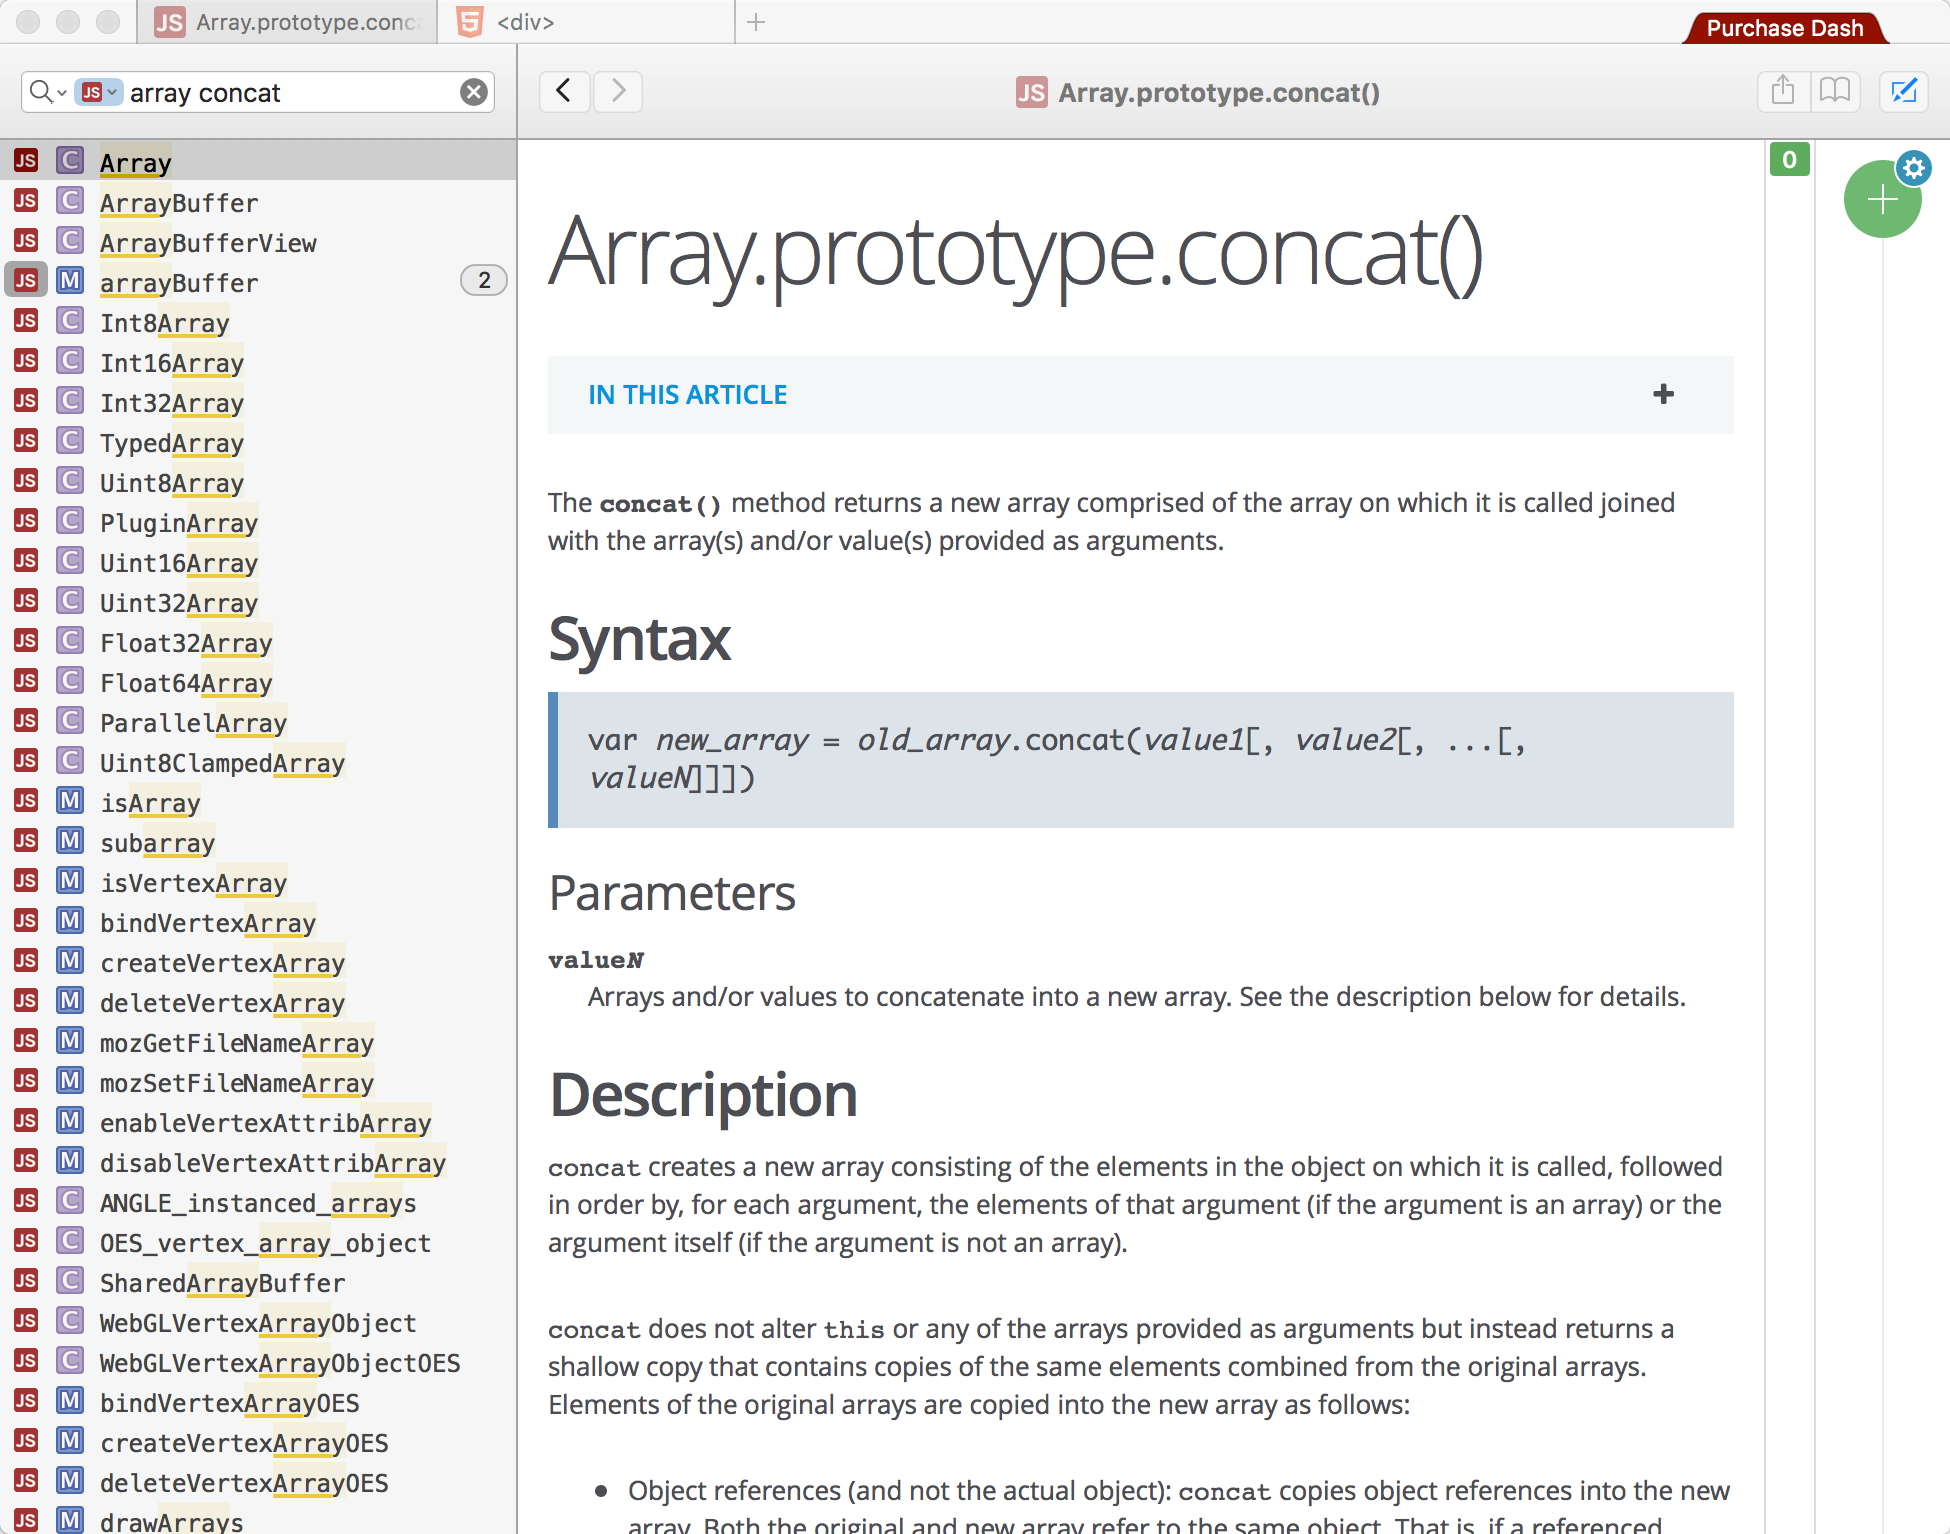 JS Array.prototype.conc
5 <div>
Purchase Dash
JS array concat
JS Array.prototype.concat()
JS C Array
JS C ArrayBuffer
JS C ArrayBufferView
JS M arrayBuffer 2
JS C Int8Array
JS C Int16Array
JS C Int32Array
JS C TypedArray
JS C Uint8Array
JS C PluginArray
JS C Uint16Array
JS C Uint32Array
JS C Float32Array
JS C Float64Array
JS C ParallelArray
JS C Uint8ClampedArray
JS M isArray
JS M subarray
JS M isVertexArray
JS M bindVertexArray
JS M createVertexArray
JS M deleteVertexArray
JS M mozGetFileNameArray
JS M mozSetFileNameArray
JS M enableVertexAttribArray
JS M disableVertexAttribArray
JS C ANGLE_instanced_arrays
JS C OES_vertex_array_object
JS C SharedArrayBuffer
JS C WebGLVertexArrayObject
JS C WebGLVertexArrayObjectOES
JS M bindVertexArrayOES
JS M createVertexArrayOES
JS M deleteVertexArrayOES
JS M drawArrays
Array.prototype.concat()
IN THIS ARTICLE +
The concat() method returns a new array comprised of the array on which it is called joined
with the array(s) and/or value(s) provided as arguments.
Syntax
var new_array = old_array.concat(value1[, value2[, ...[,
valueN]]])
Parameters
valueN
Arrays and/or values to concatenate into a new array. See the description below for details.
Description
concat creates a new array consisting of the elements in the object on which it is called, followed
in order by, for each argument, the elements of that argument (if the argument is an array) or the
argument itself (if the argument is not an array).
concat does not alter this or any of the arrays provided as arguments but instead returns a
shallow copy that contains copies of the same elements combined from the original arrays.
Elements of the original arrays are copied into the new array as follows:
• Object references (and not the actual object): concat copies object references into the new
array. Both the original and new array refer to the same object. That is, if a referenced
0